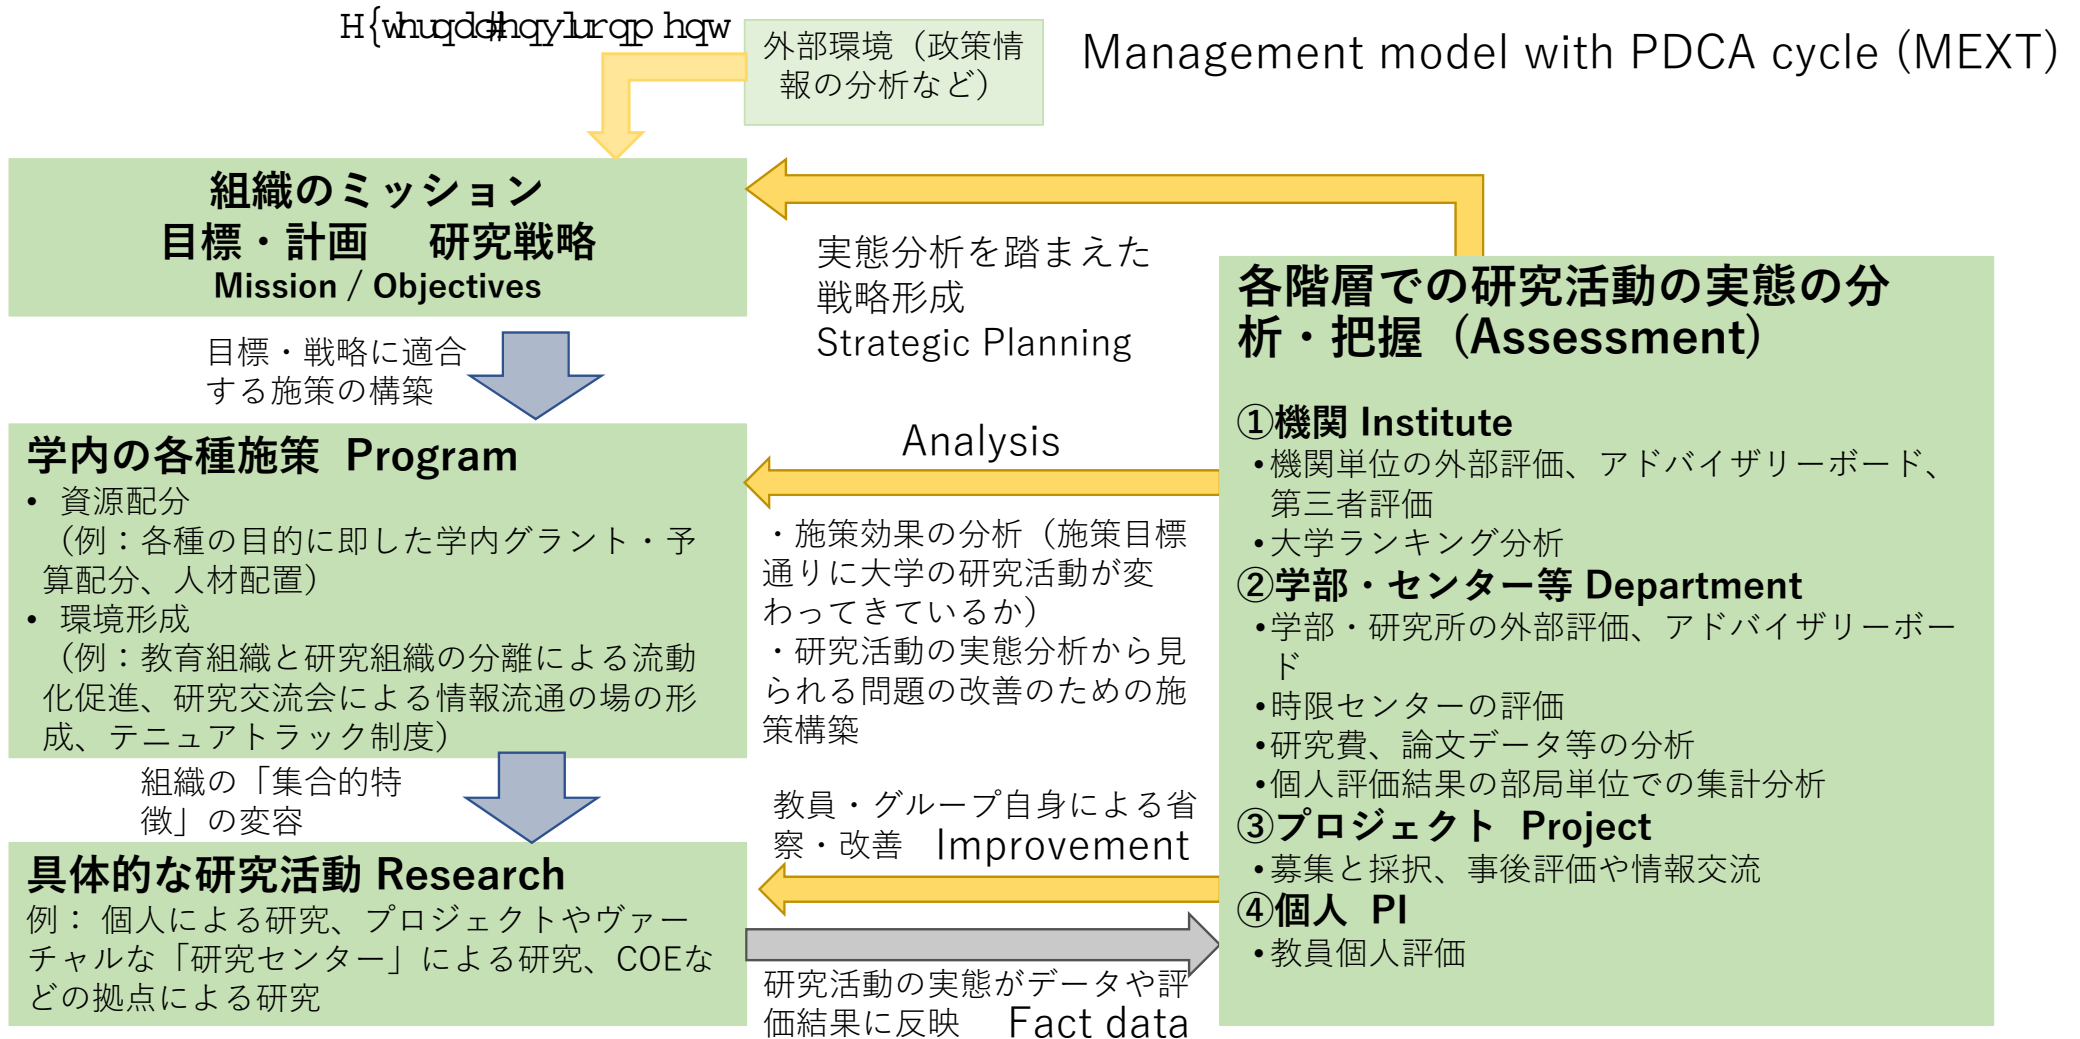 H{whuqdo#hqylurqphqw
外部環境（政策情
報の分析など）
Management model with PDCA cycle (MEXT)
組織のミッション
目標・計画　研究戦略
Mission / Objectives
目標・戦略に適合
する施策の構築
学内の各種施策 Program
• 資源配分
（例：各種の目的に即した学内グラント・予
算配分、人材配置）
• 環境形成
（例：教育組織と研究組織の分離による流動
化促進、研究交流会による情報流通の場の形
成、テニュアトラック制度）
組織の「集合的特
徴」の変容
具体的な研究活動 Research
例： 個人による研究、プロジェクトやヴァー
チャルな「研究センター」による研究、COEな
どの拠点による研究
実態分析を踏まえた
戦略形成
Strategic Planning
Analysis
・施策効果の分析（施策目標
通りに大学の研究活動が変
わってきているか）
・研究活動の実態分析から見
られる問題の改善のための施
策構築
教員・グループ自身による省
察・改善 Improvement
研究活動の実態がデータや評
価結果に反映 Fact data
各階層での研究活動の実態の分
析・把握（Assessment）
①機関 Institute
•機関単位の外部評価、アドバイザリーボード、
第三者評価
•大学ランキング分析
②学部・センター等 Department
•学部・研究所の外部評価、アドバイザリーボー
ド
•時限センターの評価
•研究費、論文データ等の分析
•個人評価結果の部局単位での集計分析
③プロジェクト Project
•募集と採択、事後評価や情報交流
④個人 PI
•教員個人評価